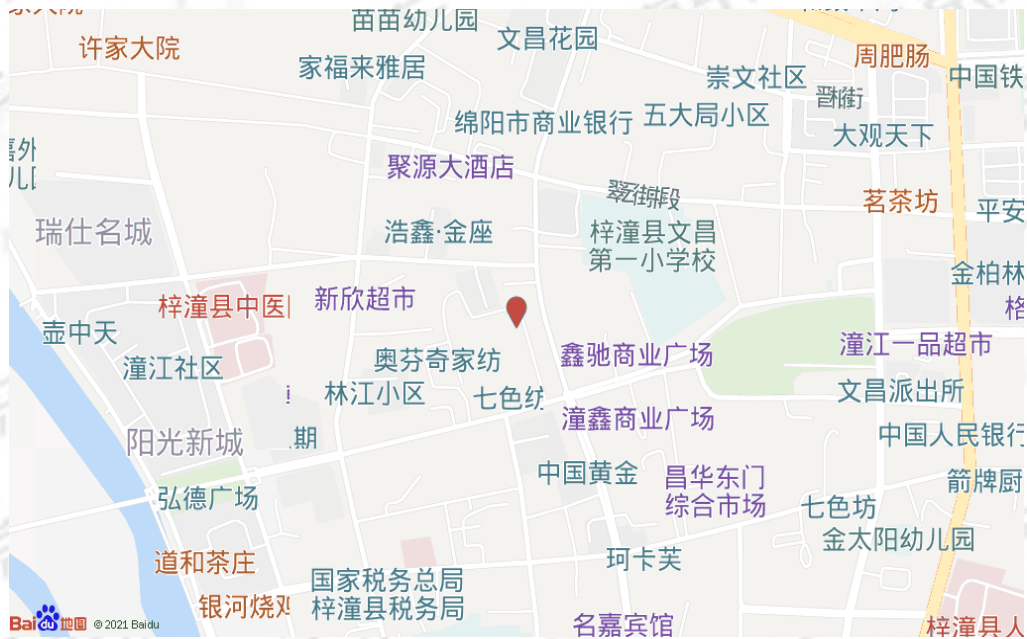 苗苗幼儿园
许家大院
文昌花园
周肥肠
家福来雅居
崇文社区
中国铁
绵阳市商业银行
五大局小区
大观天下
聚源大酒店
茗茶坊
平安
瑞仕名城
浩鑫·金座
梓潼县文昌
第一小学校
金柏林
梓潼县中医
新欣超市
壶中天
潼江一品超市
鑫驰商业广场
奥芬奇家纺
潼江社区
林江小区
七色纺
文昌派出所
潼鑫商业广场
期
阳光新城
中国人民银行
中国黄金
昌华东门
综合市场
箭牌厨
弘德广场
七色坊
金太阳幼儿园
道和茶庄
珂卡芙
国家税务总局
梓潼县税务局
银河烧鸡
名嘉宾馆
梓潼县人
Bai du 地图 © 2021 Baidu